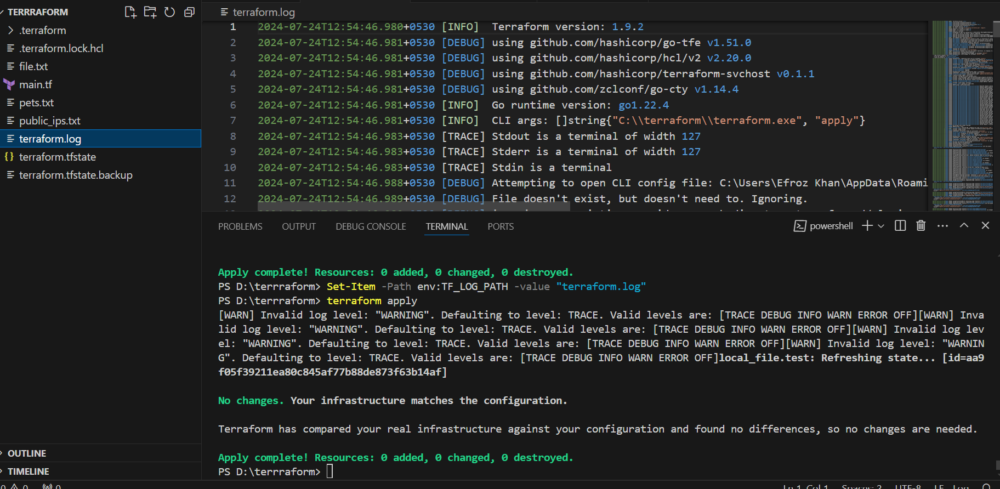 TERRRAFORM
.terraform
.terraform.lock.hcl
file.txt
main.tf
pets.txt
public_ips.txt
terraform.log
terraform.tfstate
terraform.tfstate.backup
OUTLINE
TIMELINE
terraform.log
1 2024-07-24T12:54:46.980+0530 [INFO]  Terraform version: 1.9.2
2 2024-07-24T12:54:46.981+0530 [DEBUG] using github.com/hashicorp/go-tfe v1.51.0
3 2024-07-24T12:54:46.981+0530 [DEBUG] using github.com/hashicorp/hcl/v2 v2.20.0
4 2024-07-24T12:54:46.981+0530 [DEBUG] using github.com/hashicorp/terraform-svchost v0.1.1
5 2024-07-24T12:54:46.981+0530 [DEBUG] using github.com/zclconf/go-cty v1.14.4
6 2024-07-24T12:54:46.981+0530 [INFO]  Go runtime version: go1.22.4
7 2024-07-24T12:54:46.981+0530 [INFO]  CLI args: []string{"C:\\terraform\\terraform.exe", "apply"}
8 2024-07-24T12:54:46.983+0530 [TRACE] Stdout is a terminal of width 127
9 2024-07-24T12:54:46.983+0530 [TRACE] Stderr is a terminal of width 127
10 2024-07-24T12:54:46.983+0530 [TRACE] Stdin is a terminal
11 2024-07-24T12:54:46.988+0530 [DEBUG] Attempting to open CLI config file: C:\Users\Efroz Khan\AppData\Roami
12 2024-07-24T12:54:46.989+0530 [DEBUG] File doesn't exist, but doesn't need to. Ignoring.
PROBLEMS OUTPUT DEBUG CONSOLE TERMINAL PORTS powershell
Apply complete! Resources: 0 added, 0 changed, 0 destroyed.
PS D:\terrraform> Set-Item -Path env:TF_LOG_PATH -value "terraform.log"
PS D:\terrraform> terraform apply
[WARN] Invalid log level: "WARNING". Defaulting to level: TRACE. Valid levels are: [TRACE DEBUG INFO WARN ERROR OFF][WARN] Inva
lid log level: "WARNING". Defaulting to level: TRACE. Valid levels are: [TRACE DEBUG INFO WARN ERROR OFF][WARN] Invalid log lev
el: "WARNING". Defaulting to level: TRACE. Valid levels are: [TRACE DEBUG INFO WARN ERROR OFF][WARN] Invalid log level: "WARNIN
G". Defaulting to level: TRACE. Valid levels are: [TRACE DEBUG INFO WARN ERROR OFF]local_file.test: Refreshing state... [id=aa9
f05f39211ea80c845af77b88de873f63b14af]
No changes. Your infrastructure matches the configuration.
Terraform has compared your real infrastructure against your configuration and found no differences, so no changes are needed.
Apply complete! Resources: 0 added, 0 changed, 0 destroyed.
PS D:\terrraform>